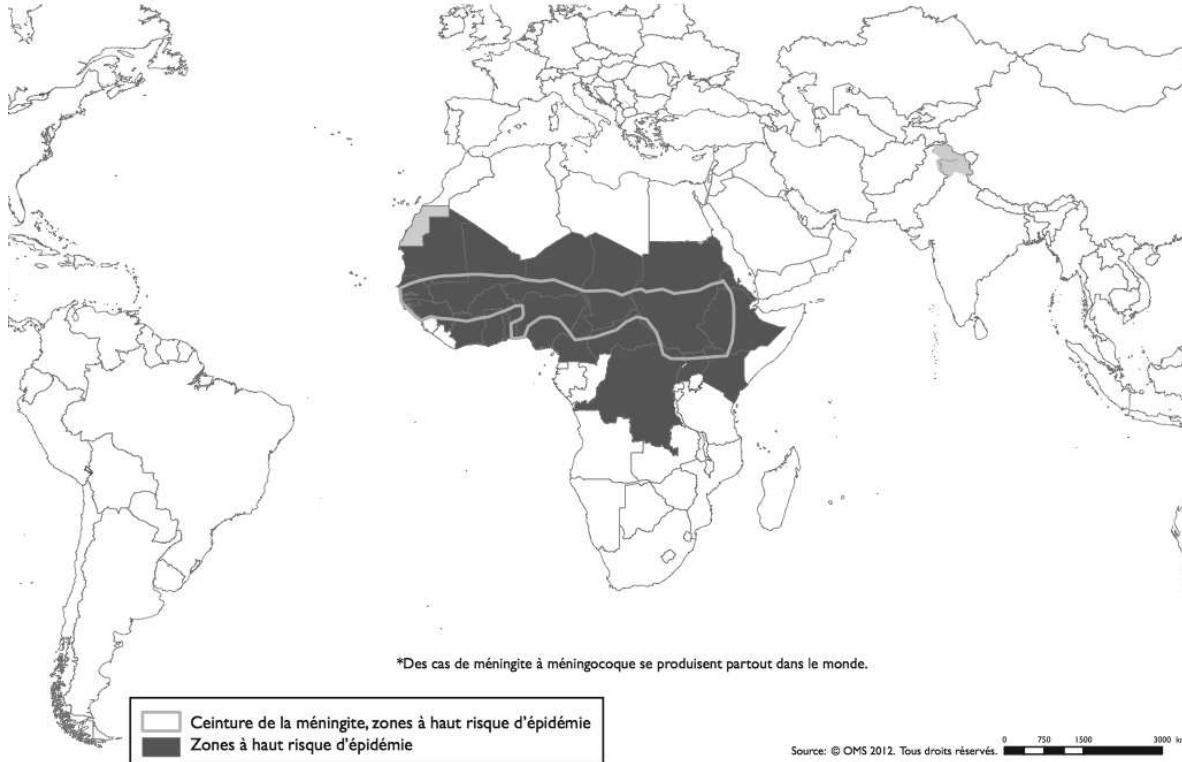 *Des cas de méningite à méningocoque se produisent partout dans le monde.
Ceinture de la méningite, zones à haut risque d'épidémie
Zones à haut risque d'épidémie
Source: © OMS 2012. Tous droits réservés.
0 750 1500 3000 km